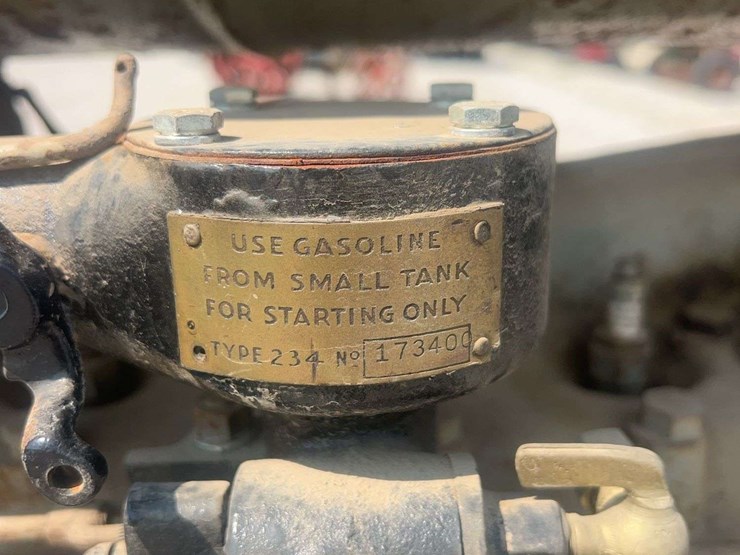 USE GASOLINE
FROM SMALL TANK
FOR STARTING ONLY
TYPE 234 Nº 173400